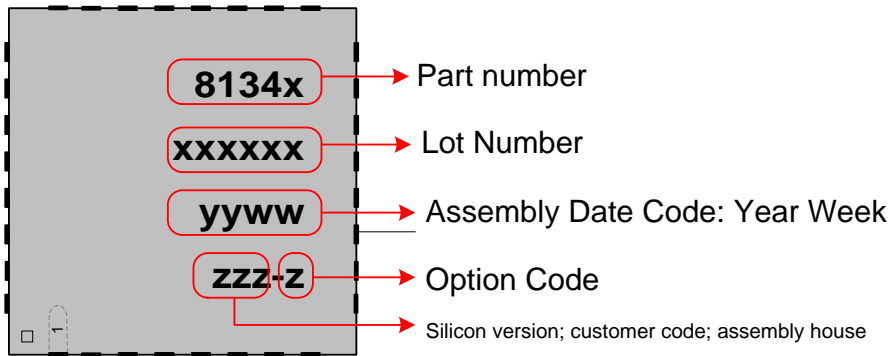 8134x
Part number
xxxxxx
Lot Number
yyww
Assembly Date Code: Year Week
zzz-z
Option Code
Silicon version; customer code; assembly house
1